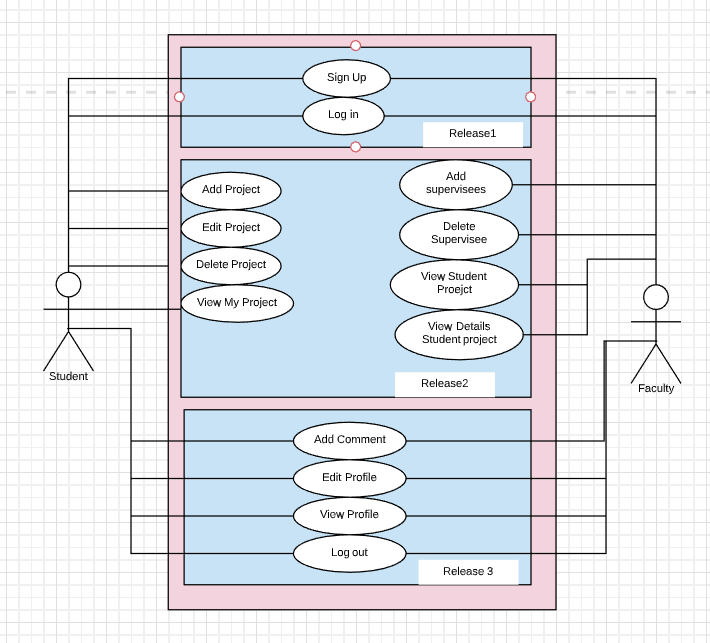 Sign Up
Log in
Release1
Add Project
Edit Project
Delete Project
View My Project
Add
supervisees
Delete
Supervisee
View Student
Proejct
View Details
Student project
Release2
Student
Faculty
Add Comment
Edit Profile
View Profile
Log out
Release 3